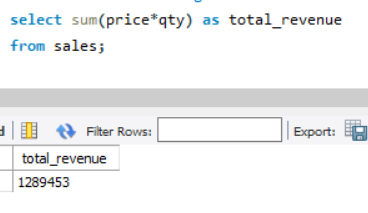 select sum(price*qty) as total_revenue
from sales;
Filter Rows:
Export:
total_revenue
1289453